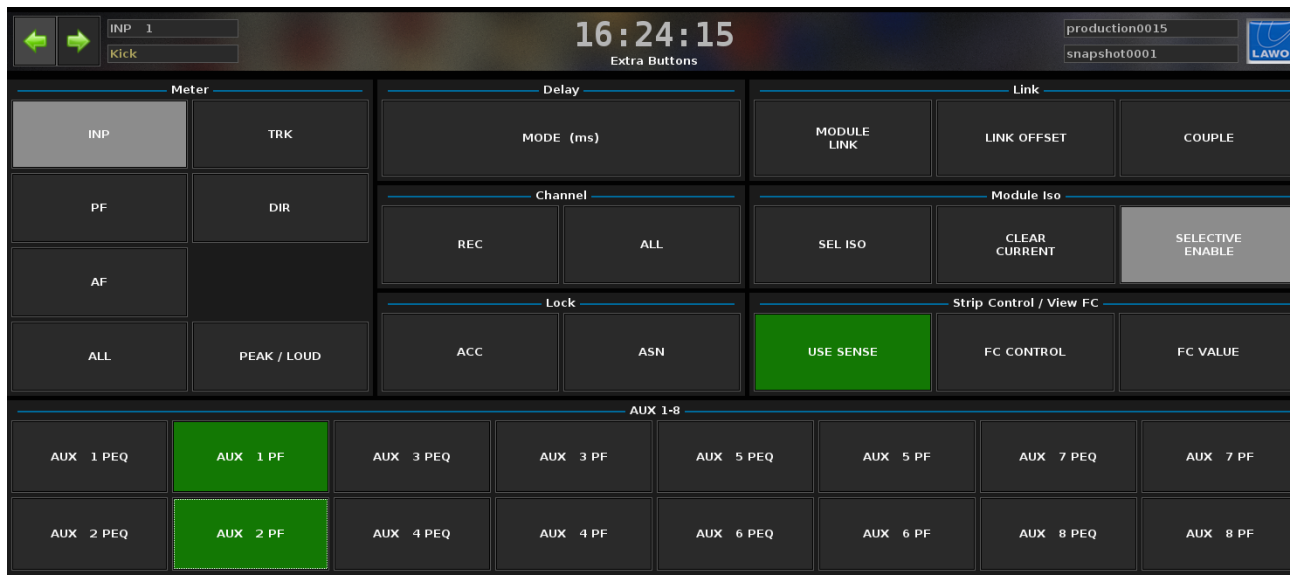 INP 1
Kick
16:24:15
Extra Buttons
production0015
snapshot0001
LAWO
Meter
INP
TRK
PF
DIR
AF
ALL
PEAK / LOUD
Delay
MODE (ms)
Channel
REC
ALL
Lock
ACC
ASN
Link
MODULE
LINK
LINK OFFSET
COUPLE
Module Iso
SEL ISO
CLEAR
CURRENT
SELECTIVE
ENABLE
Strip Control / View FC
USE SENSE
FC CONTROL
FC VALUE
AUX 1-8
AUX 1 PEQ
AUX 1 PF
AUX 3 PEQ
AUX 3 PF
AUX 5 PEQ
AUX 5 PF
AUX 7 PEQ
AUX 7 PF
AUX 2 PEQ
AUX 2 PF
AUX 4 PEQ
AUX 4 PF
AUX 6 PEQ
AUX 6 PF
AUX 8 PEQ
AUX 8 PF